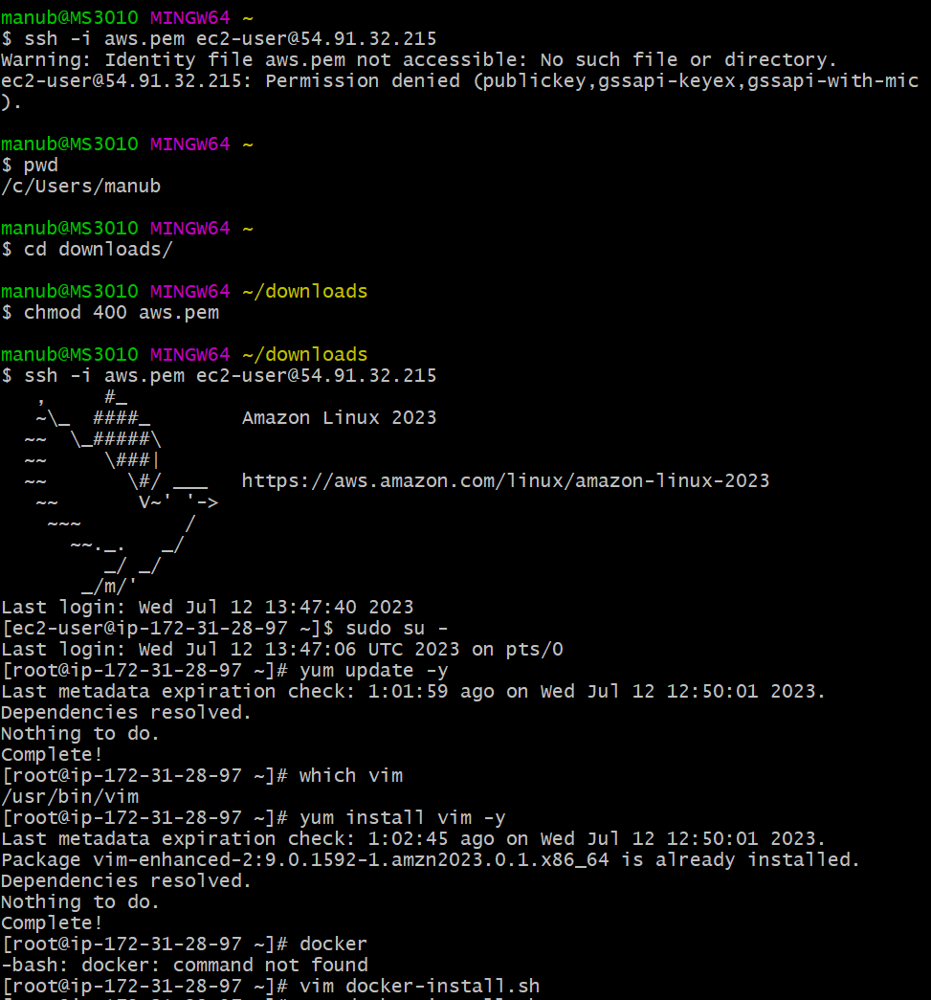 manub@MS3010 MINGW64 ~
$ ssh -i aws.pem ec2-user@54.91.32.215
Warning: Identity file aws.pem not accessible: No such file or directory.
ec2-user@54.91.32.215: Permission denied (publickey,gssapi-keyex,gssapi-with-mic
).
manub@MS3010 MINGW64 ~
$ pwd
/c/Users/manub
manub@MS3010 MINGW64 ~
$ cd downloads/
manub@MS3010 MINGW64 ~/downloads
$ chmod 400 aws.pem
manub@MS3010 MINGW64 ~/downloads
$ ssh -i aws.pem ec2-user@54.91.32.215
   ,     #_
   ~\_  ####_        Amazon Linux 2023
  ~~  \_#####\
  ~~     \###|
  ~~       \#/ ___   https://aws.amazon.com/linux/amazon-linux-2023
   ~~       V~' '->
    ~~~         /
      ~~._.   _/
         _/ _/
       _/m/'
Last login: Wed Jul 12 13:47:40 2023
[ec2-user@ip-172-31-28-97 ~]$ sudo su -
Last login: Wed Jul 12 13:47:06 UTC 2023 on pts/0
[root@ip-172-31-28-97 ~]# yum update -y
Last metadata expiration check: 1:01:59 ago on Wed Jul 12 12:50:01 2023.
Dependencies resolved.
Nothing to do.
Complete!
[root@ip-172-31-28-97 ~]# which vim
/usr/bin/vim
[root@ip-172-31-28-97 ~]# yum install vim -y
Last metadata expiration check: 1:02:45 ago on Wed Jul 12 12:50:01 2023.
Package vim-enhanced-2:9.0.1592-1.amzn2023.0.1.x86_64 is already installed.
Dependencies resolved.
Nothing to do.
Complete!
[root@ip-172-31-28-97 ~]# docker
-bash: docker: command not found
[root@ip-172-31-28-97 ~]# vim docker-install.sh